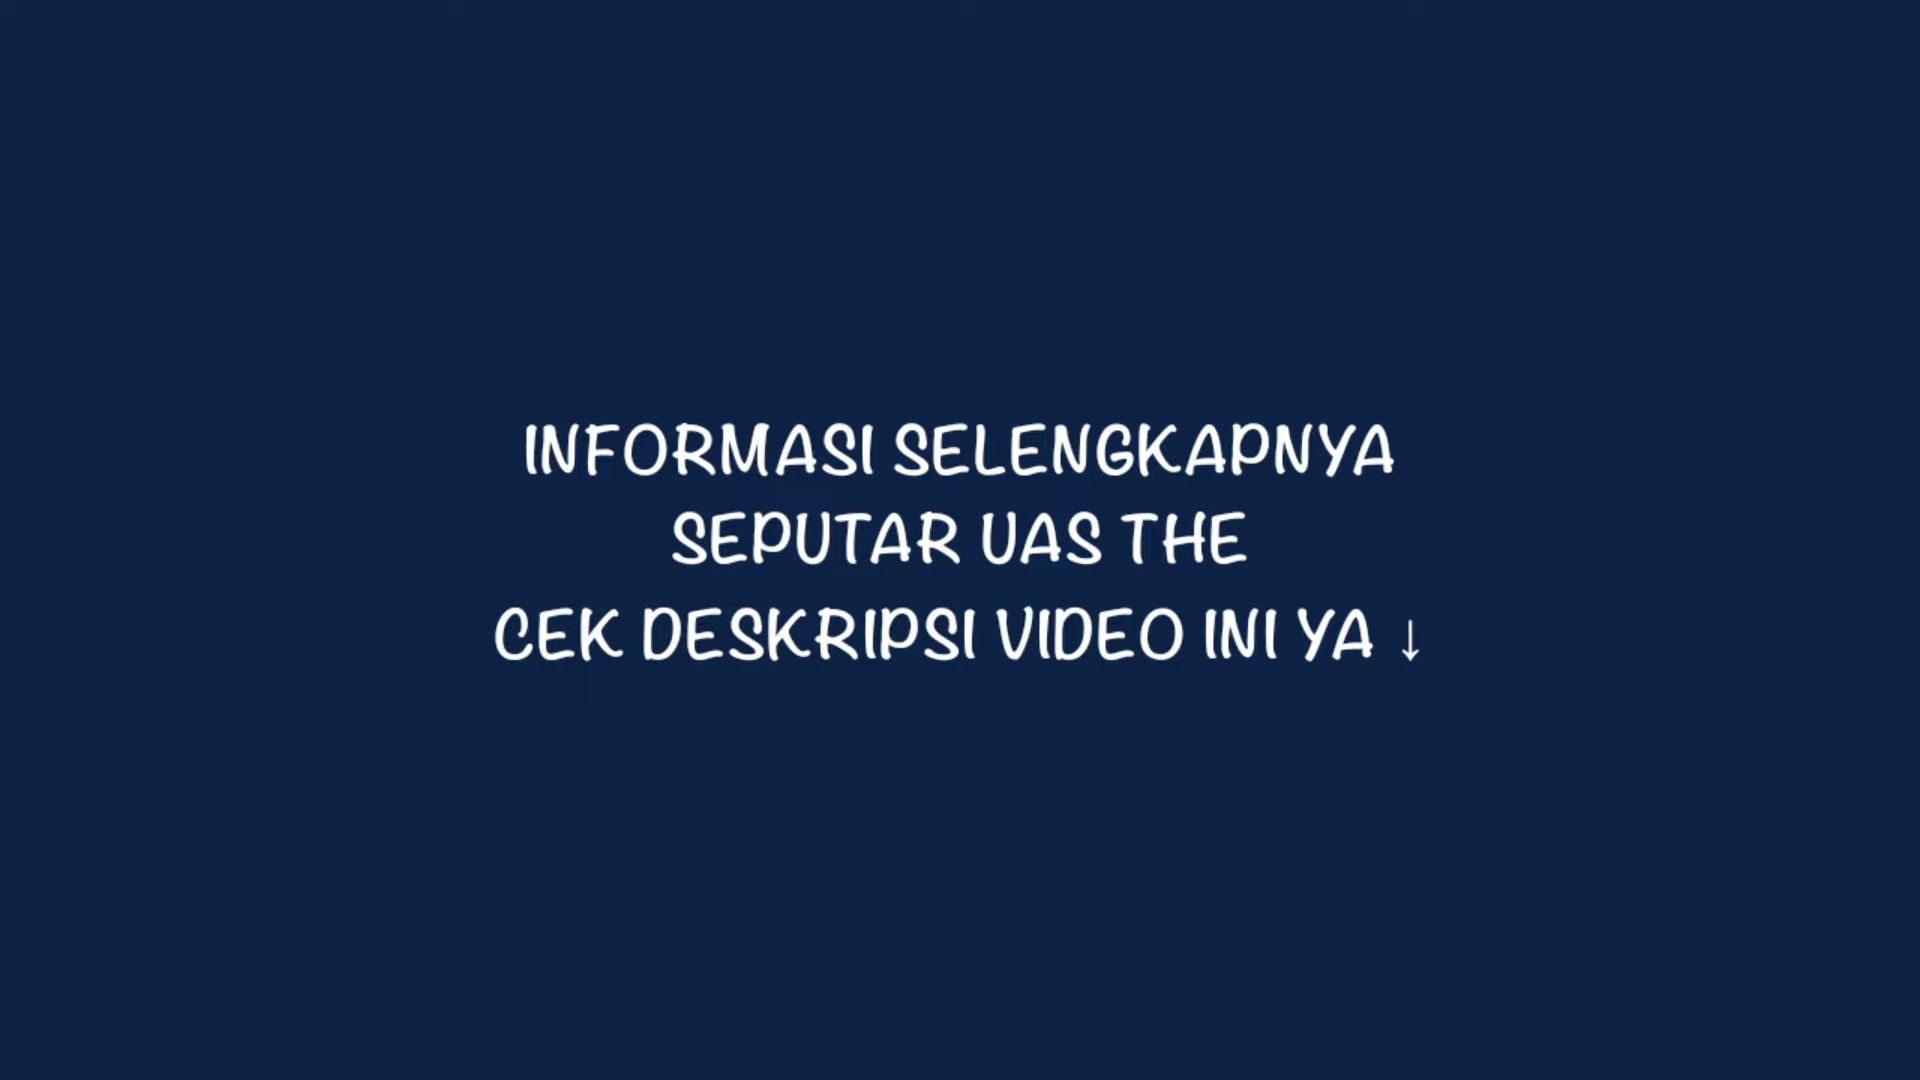 INFORMASI SELENGKAPNYA
SEPUTAR UAS THE
CEK DESKRIPSI VIDEO INI YA ↓